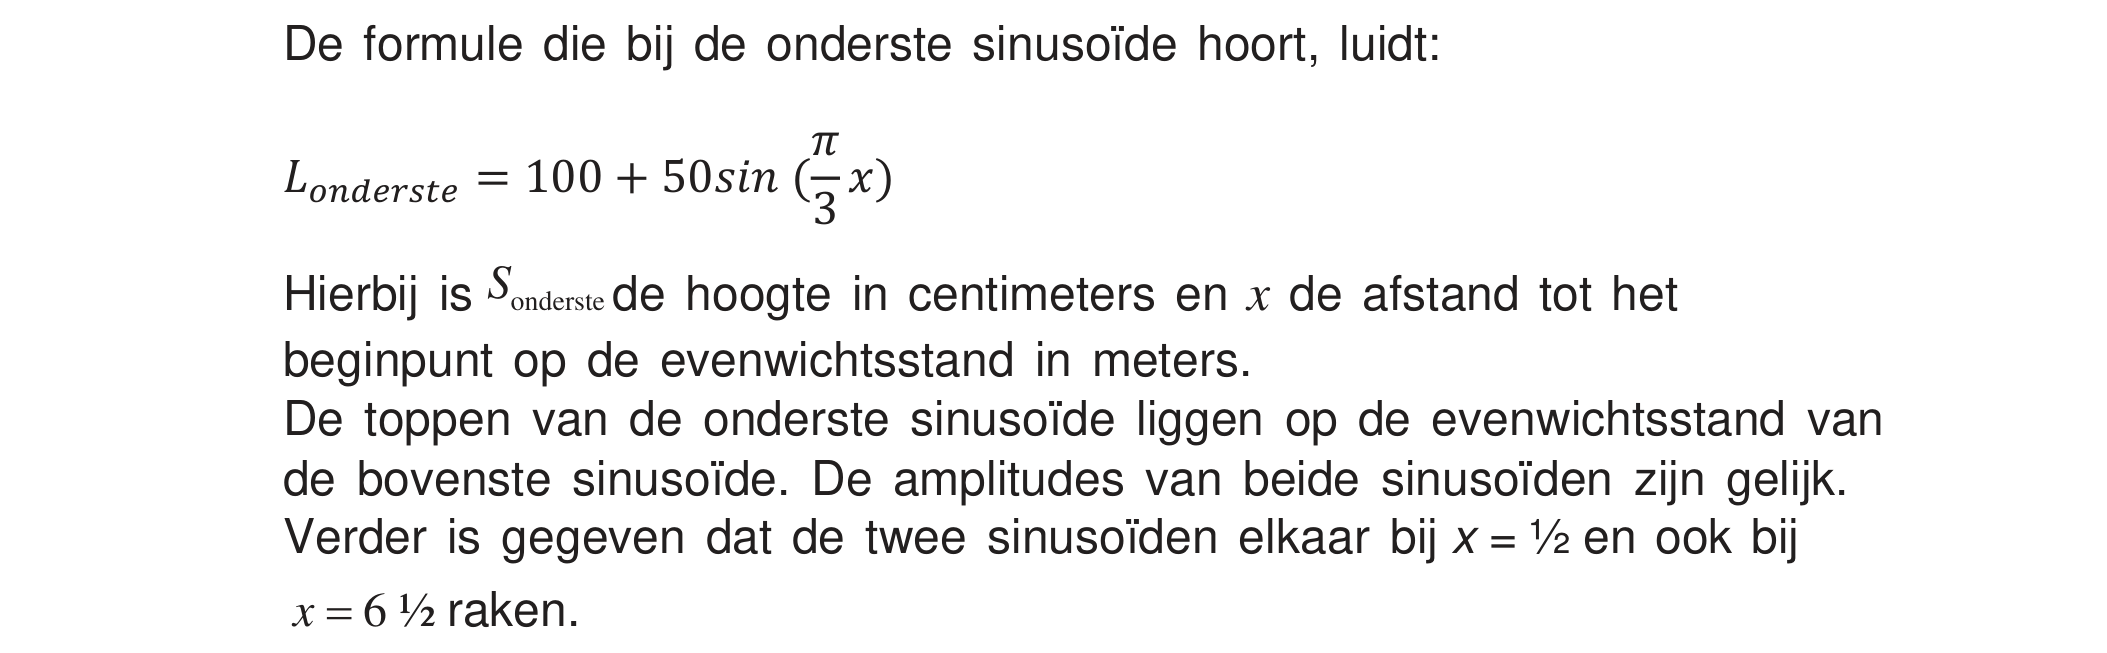 De formule die bij de onderste sinusoïde hoort, luidt:
L_onderste = 100 + 50sin (π/3 x)
Hierbij is S_onderste de hoogte in centimeters en x de afstand tot het
beginpunt op de evenwichtsstand in meters.
De toppen van de onderste sinusoïde liggen op de evenwichtsstand van
de bovenste sinusoïde. De amplitudes van beide sinusoïden zijn gelijk.
Verder is gegeven dat de twee sinusoïden elkaar bij x = ½ en ook bij
x = 6 ½ raken.